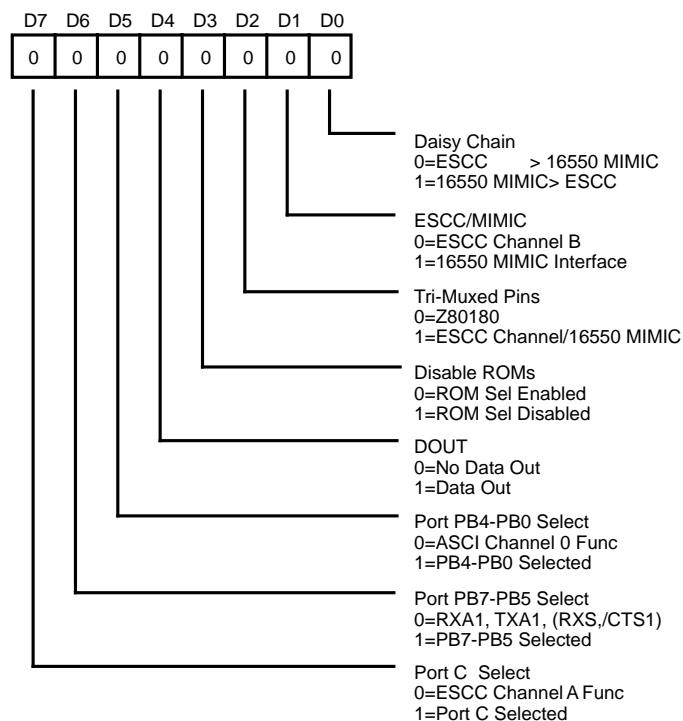 D7 D6 D5 D4 D3 D2 D1 D0
0 0 0 0 0 0 0 0
Daisy Chain
0=ESCC > 16550 MIMIC
1=16550 MIMIC> ESCC
ESCC/MIMIC
0=ESCC Channel B
1=16550 MIMIC Interface
Tri-Muxed Pins
0=Z80180
1=ESCC Channel/16550 MIMIC
Disable ROMs
0=ROM Sel Enabled
1=ROM Sel Disabled
DOUT
0=No Data Out
1=Data Out
Port PB4-PB0 Select
0=ASCI Channel 0 Func
1=PB4-PB0 Selected
Port PB7-PB5 Select
0=RXA1, TXA1, (RXS,/CTS1)
1=PB7-PB5 Selected
Port C Select
0=ESCC Channel A Func
1=Port C Selected